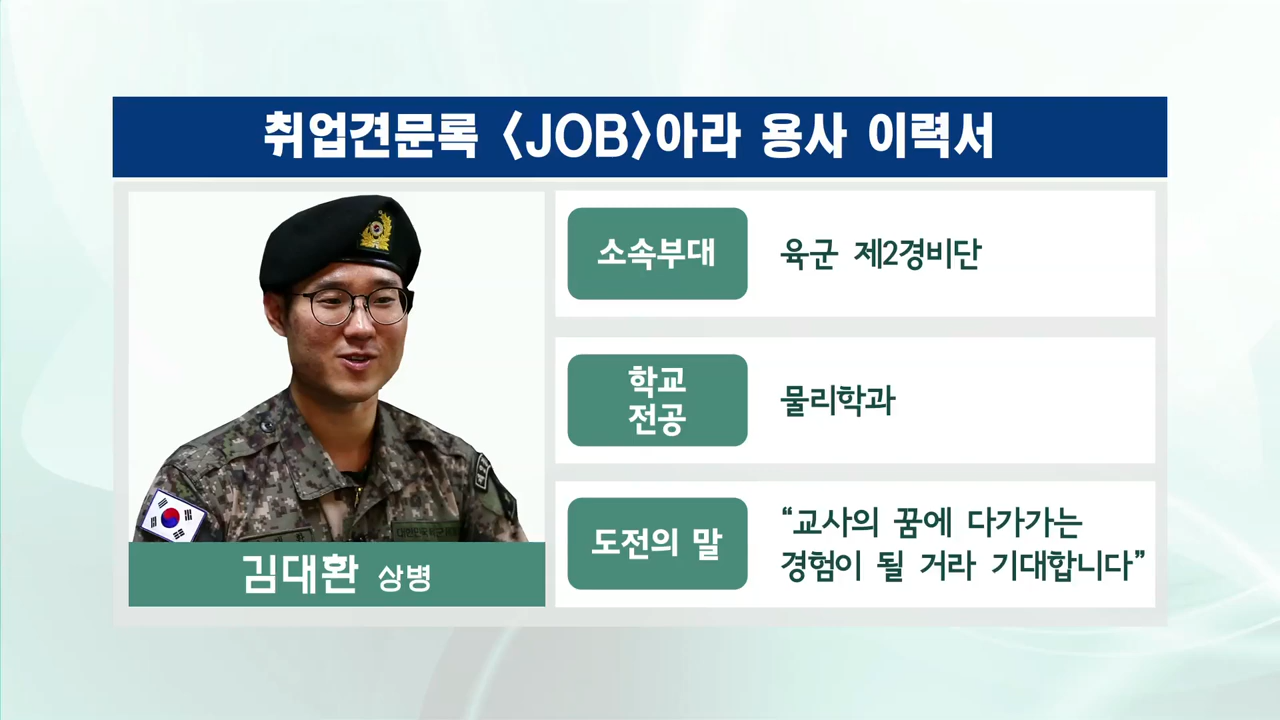 취업견문록 <JOB>아라 용사 이력서
소속부대
육군 제2경비단
학교
전공
물리학과
도전의 말
“교사의 꿈에 다가가는
경험이 될 거라 기대합니다”
김대환 상병